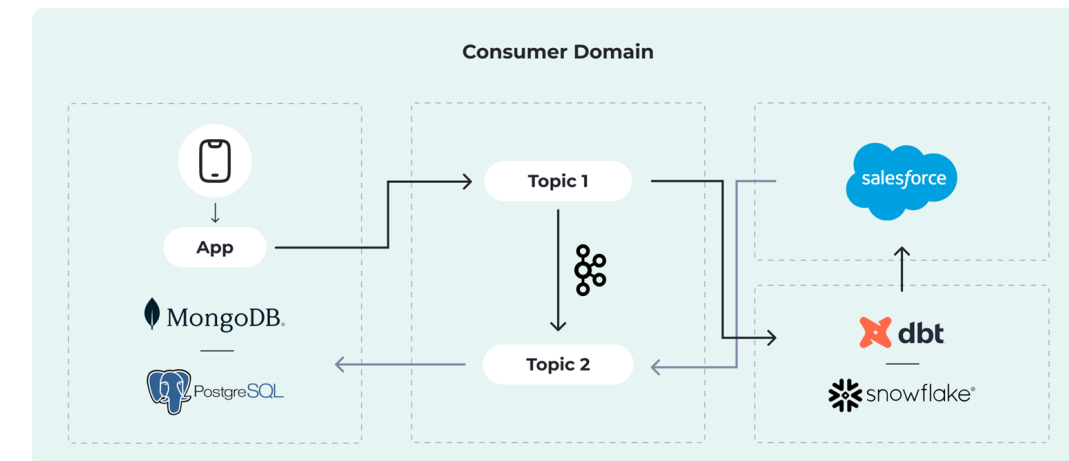 Consumer Domain
App
MongoDB.
PostgreSQL
Topic 1
Topic 2
salesforce
dbt
snowflake®